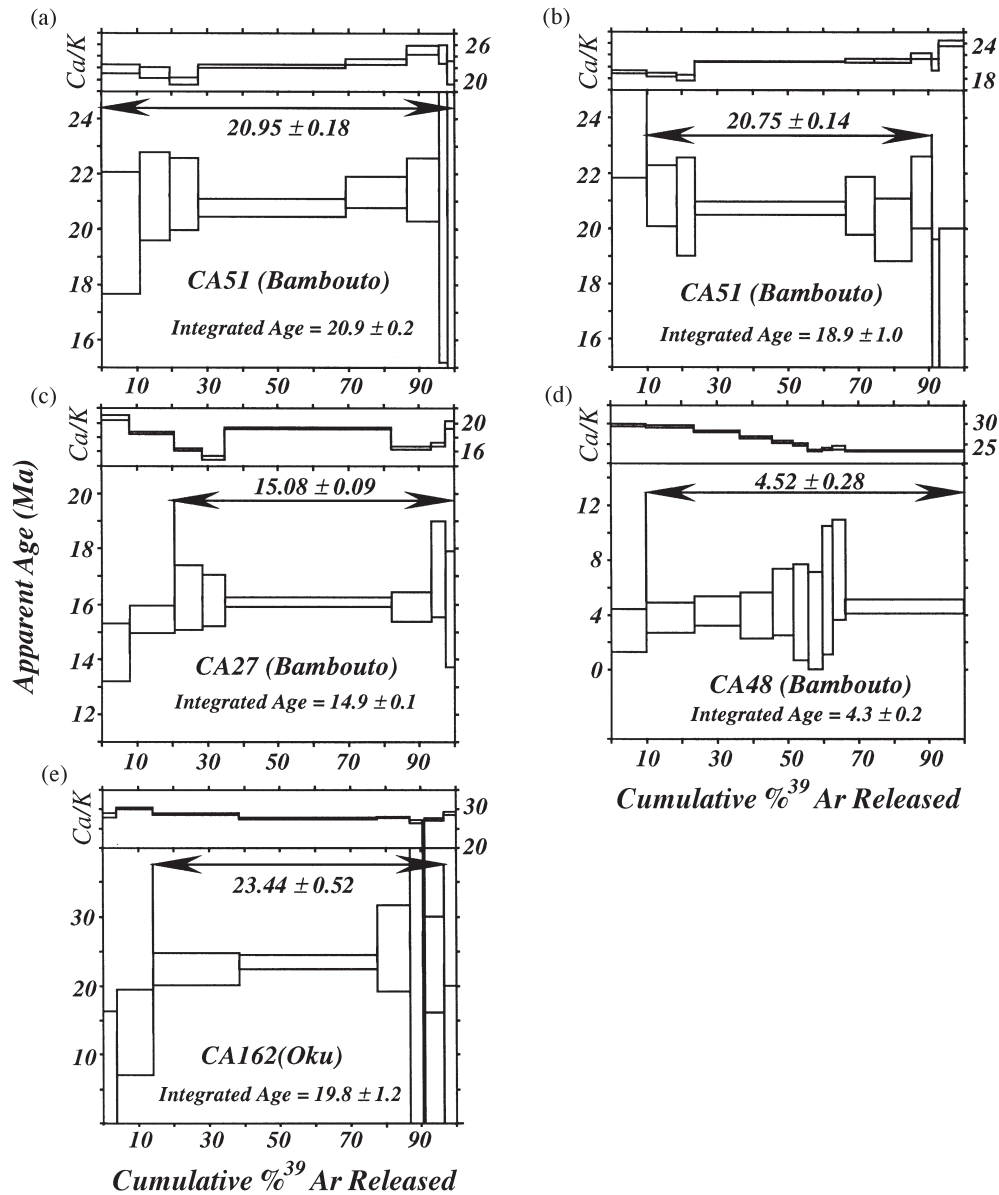 (a)
Ca/K
26
20
24
22
20
18
16
20.95 ± 0.18
CA51 (Bambouto)
Integrated Age = 20.9 ± 0.2
10 30 50 70 90
(b)
Ca/K
24
18
24
22
20
18
16
20.75 ± 0.14
CA51 (Bambouto)
Integrated Age = 18.9 ± 1.0
10 30 50 70 90
(c)
Ca/K
20
16
Apparent Age (Ma)
20
18
16
14
12
15.08 ± 0.09
CA27 (Bambouto)
Integrated Age = 14.9 ± 0.1
10 30 50 70 90
(d)
Ca/K
30
25
12
8
4
0
4.52 ± 0.28
CA48 (Bambouto)
Integrated Age = 4.3 ± 0.2
10 30 50 70 90
Cumulative %³⁹ Ar Released
(e)
Ca/K
30
20
30
20
10
23.44 ± 0.52
CA162(Oku)
Integrated Age = 19.8 ± 1.2
10 30 50 70 90
Cumulative %³⁹ Ar Released